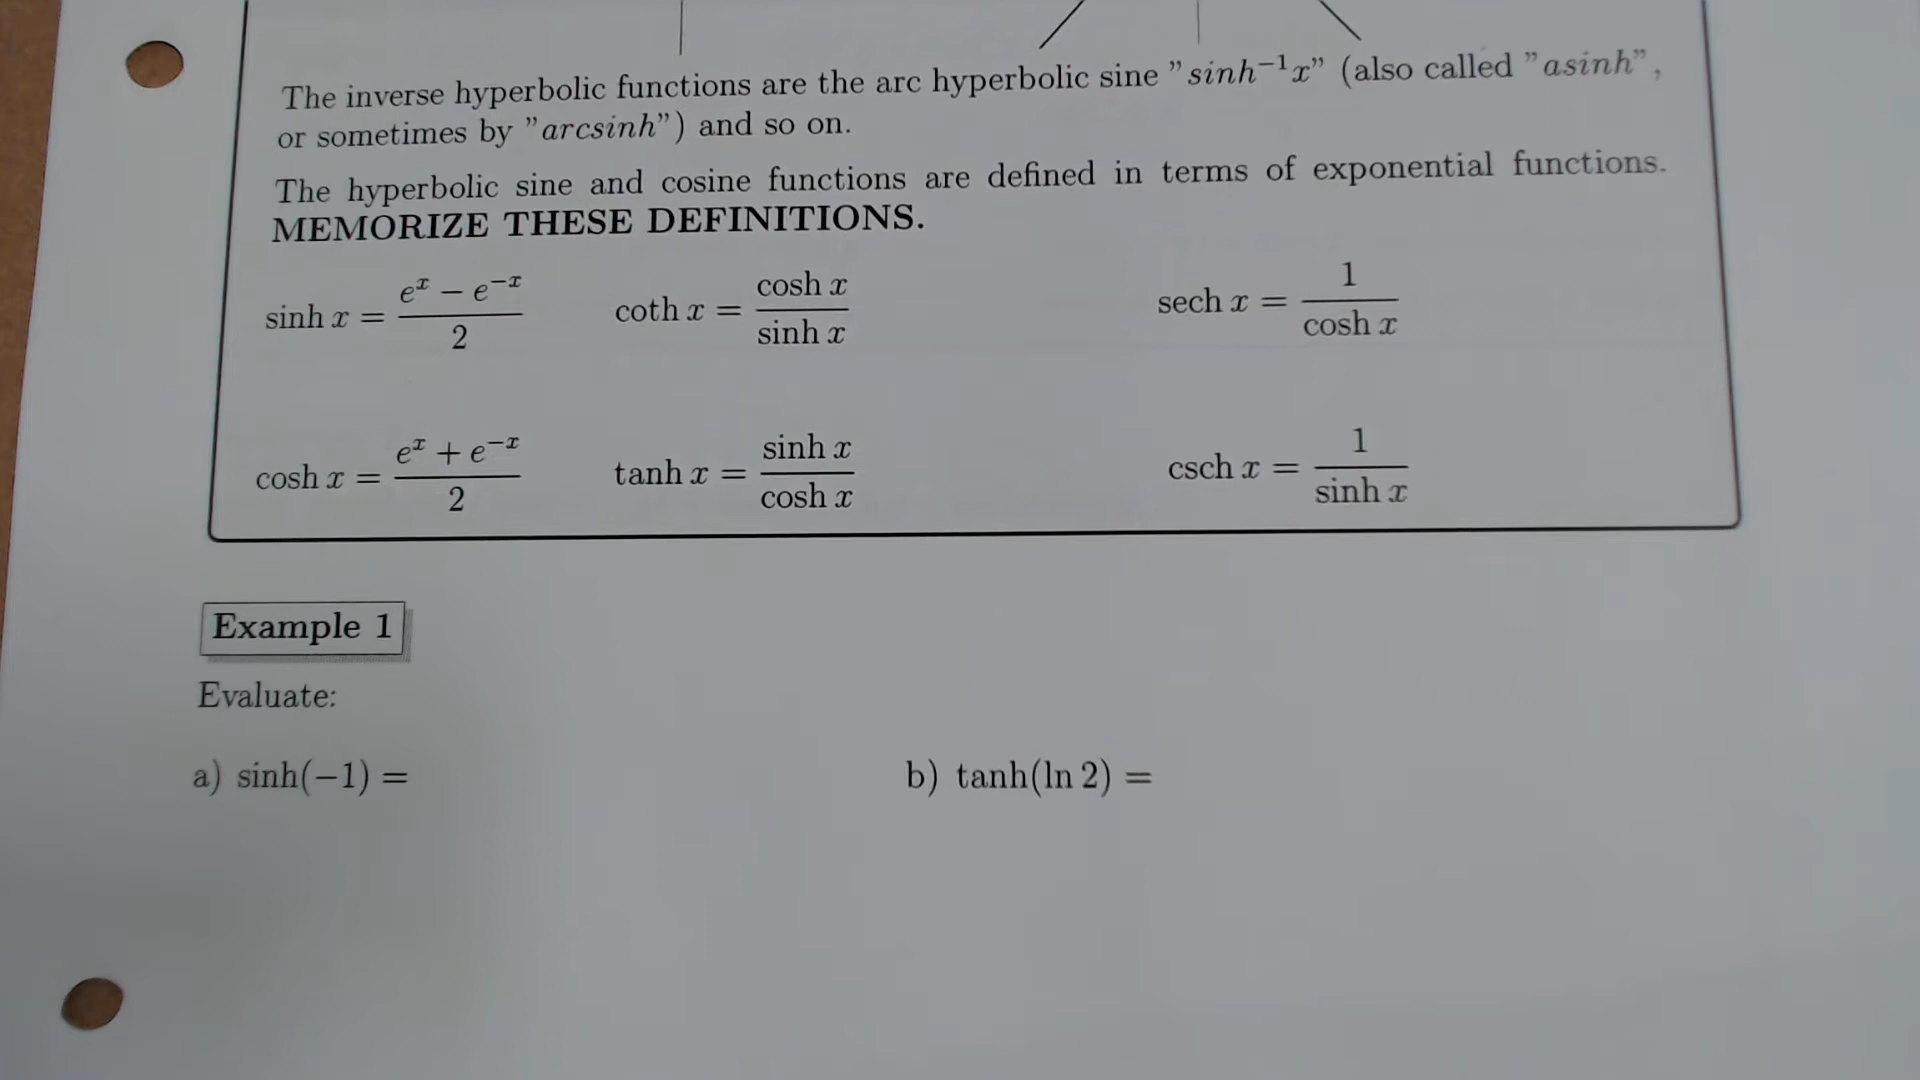 The inverse hyperbolic functions are the arc hyperbolic sine ”sinh⁻¹x” (also called ”asinh”,
or sometimes by ”arcsinh”) and so on.
The hyperbolic sine and cosine functions are defined in terms of exponential functions.
MEMORIZE THESE DEFINITIONS.
sinh x = (eˣ − e⁻ˣ)/2 coth x = cosh x/sinh x sech x = 1/cosh x
cosh x = (eˣ + e⁻ˣ)/2 tanh x = sinh x/cosh x csch x = 1/sinh x
Example 1
Evaluate:
a) sinh(−1) = b) tanh(ln 2) =